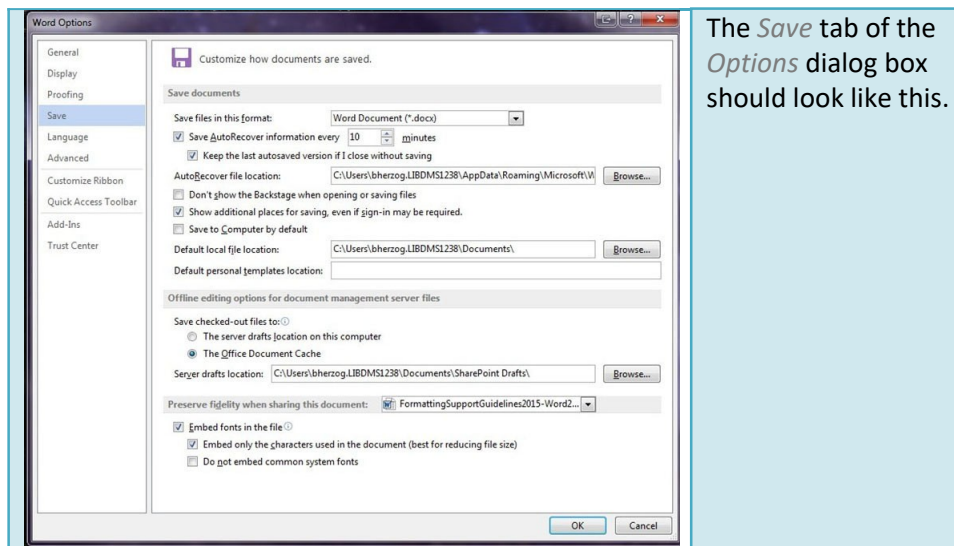 Word Options
General
Display
Proofing
Save
Language
Advanced
Customize Ribbon
Quick Access Toolbar
Add-Ins
Trust Center
Customize how documents are saved.
Save documents
Save files in this format: Word Document (*.docx)
Save AutoRecover information every 10 minutes
Keep the last autosaved version if I close without saving
AutoRecover file location: C:\Users\bherzog.LIBDMS1238\AppData\Roaming\Microsoft\W Browse...
Don't show the Backstage when opening or saving files
Show additional places for saving, even if sign-in may be required.
Save to Computer by default
Default local file location: C:\Users\bherzog.LIBDMS1238\Documents\ Browse...
Default personal templates location:
Offline editing options for document management server files
Save checked-out files to:
The server drafts location on this computer
The Office Document Cache
Server drafts location: C:\Users\bherzog.LIBDMS1238\Documents\SharePoint Drafts\ Browse...
Preserve fidelity when sharing this document: FormattingSupportGuidelines2015-Word2...
Embed fonts in the file
Embed only the characters used in the document (best for reducing file size)
Do not embed common system fonts
OK Cancel
The Save tab of the
Options dialog box
should look like this.